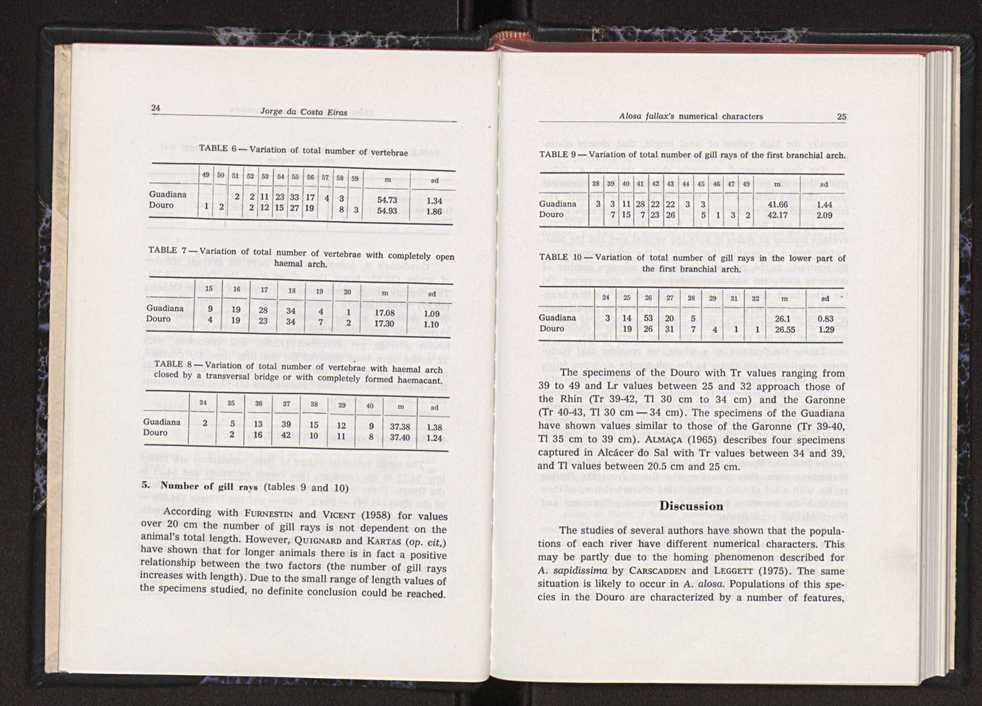 24
Jorge da Costa Eiras
TABLE 6 — Variation of total number of vertebrae
49 50 51 52 53 54 55 56 57 58 59 m sd
Guadiana 2 2 11 23 33 17 4 3 54.73 1.34
Douro 1 2 2 12 15 27 19 8 3 54.93 1.86
TABLE 7 — Variation of total number of vertebrae with completely open
haemal arch.
15 16 17 18 19 20 m sd
Guadiana 9 19 28 34 4 1 17.08 1.09
Douro 4 19 23 34 7 2 17.30 1.10
TABLE 8 — Variation of total number of vertebrae with haemal arch
closed by a transversal bridge or with completely formed haemacant.
34 35 36 37 38 39 40 m sd
Guadiana 2 5 13 39 15 12 9 37.38 1.38
Douro 2 16 42 10 11 8 37.40 1.24
5. Number of gill rays (tables 9 and 10)
According with FURNESTIN and VICENT (1958) for values
over 20 cm the number of gill rays is not dependent on the
animal's total length. However, QUIGNARD and KARTAS (op. cit,)
have shown that for longer animals there is in fact a positive
relationship between the two factors (the number of gill rays
increases with length). Due to the small range of length values of
the specimens studied, no definite conclusion could be reached.
Alosa fallax's numerical characters
25
TABLE 9 — Variation of total number of gill rays of the first branchial arch.
38 39 40 41 42 43 44 45 46 47 49 m sd
Guadiana 3 3 11 28 22 22 3 3 41.66 1.44
Douro 7 15 7 23 26 5 1 3 2 42.17 2.09
TABLE 10 — Variation of total number of gill rays in the lower part of
the first branchial arch.
24 25 26 27 28 29 31 32 m sd
Guadiana 3 14 53 20 5 26.1 0.83
Douro 19 26 31 7 4 1 1 26.55 1.29
The specimens of the Douro with Tr values ranging from
39 to 49 and Lr values between 25 and 32 approach those of
the Rhin (Tr 39-42, Tl 30 cm to 34 cm) and the Garonne
(Tr 40-43, Tl 30 cm — 34 cm). The specimens of the Guadiana
have shown values similar to those of the Garonne (Tr 39-40,
Tl 35 cm to 39 cm). ALMAÇA (1965) describes four specimens
captured in Alcácer do Sal with Tr values between 34 and 39,
and Tl values between 20.5 cm and 25 cm.
Discussion
The studies of several authors have shown that the popula-
tions of each river have different numerical characters. This
may be partly due to the homing phenomenon described for
A. sapidissima by CARSCADDEN and LEGGETT (1975). The same
situation is likely to occur in A. alosa. Populations of this spe-
cies in the Douro are characterized by a number of features,